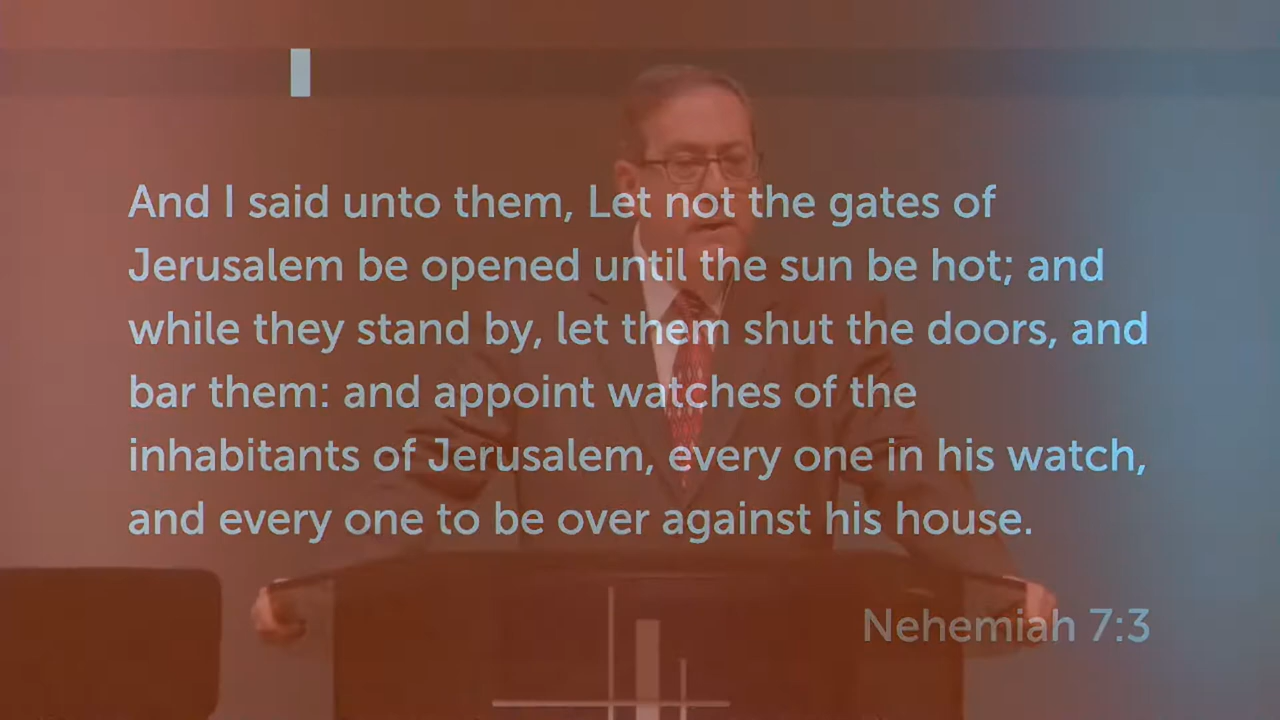 And I said unto them, Let not the gates of
Jerusalem be opened until the sun be hot; and
while they stand by, let them shut the doors, and
bar them: and appoint watches of the
inhabitants of Jerusalem, every one in his watch,
and every one to be over against his house.
Nehemiah 7:3